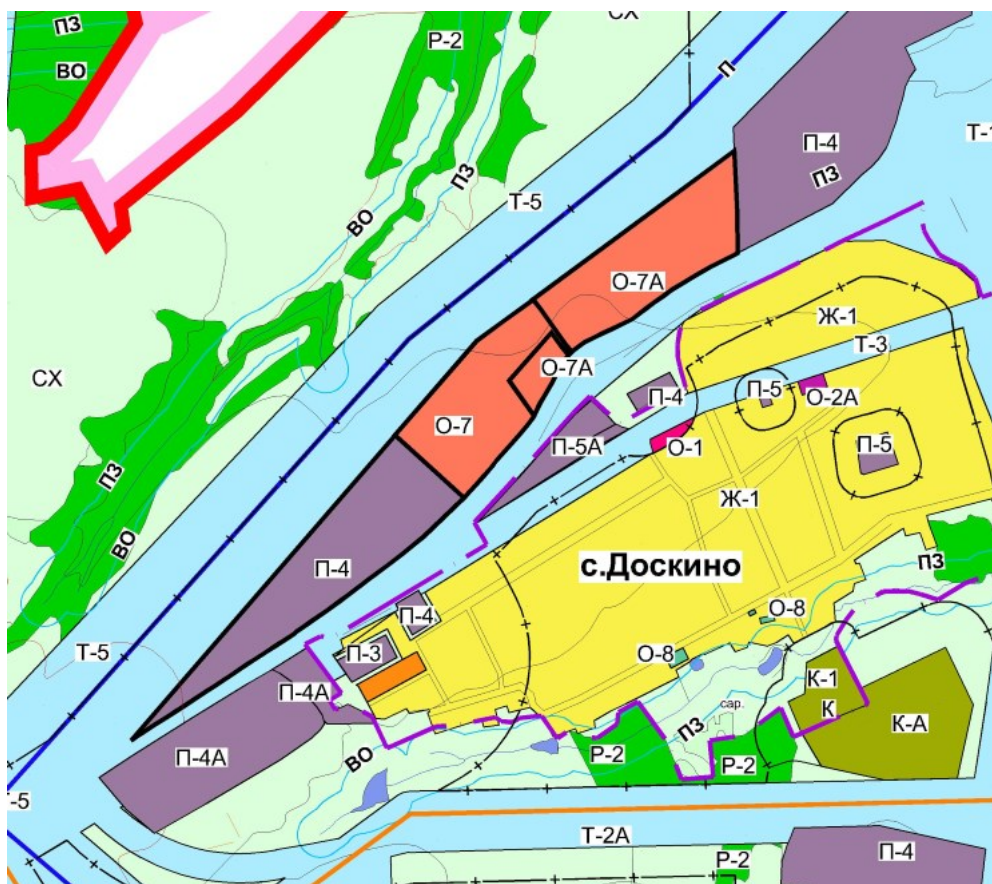 СХ
ПЗ
Р-2
ВО
П
Т-1
П-4
ПЗ
ПЗ
Т-5
ВО
О-7А
Ж-1
Т-3
О-7А
СХ
П-4
П-5
О-2А
О-7
П-5А
О-1
П-5
ПЗ
Ж-1
ВО
с.Доскино
ПЗ
П-4
П-4
О-8
Т-5
П-3
О-8
П-4А
К-1
сар.
К
К-А
ПЗ
П-4А
ВО
Р-2
Р-2
Т-5
Т-2А
Р-2
П-4